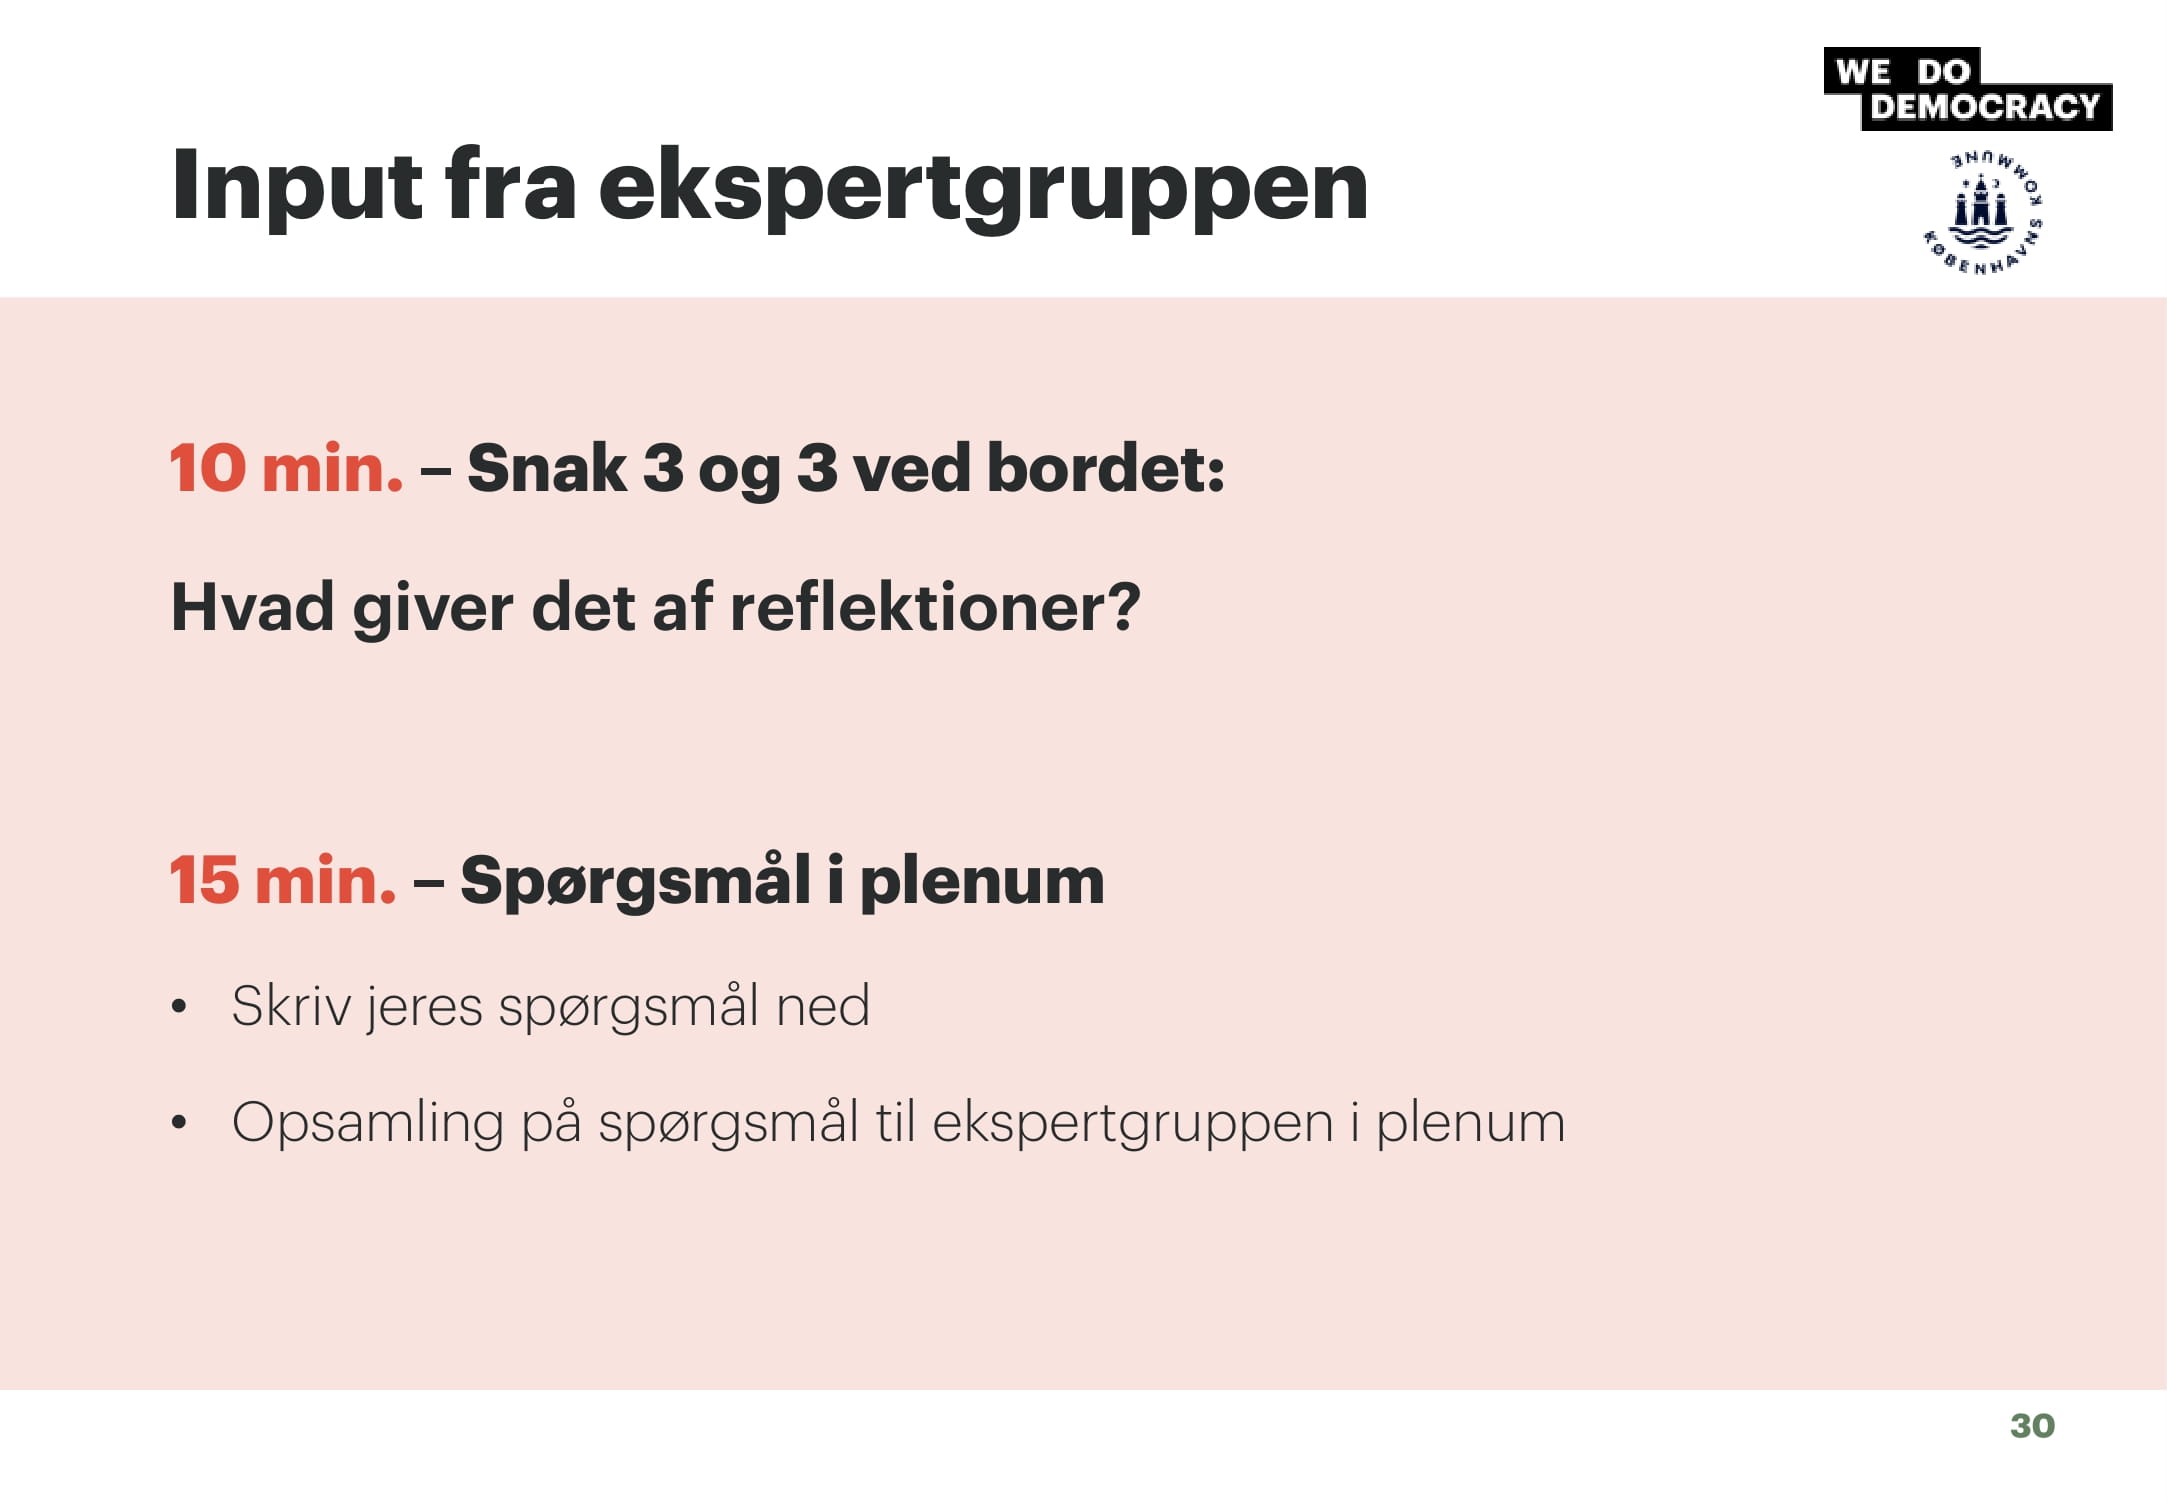 WE DO
DEMOCRACY
KØBENHAVNS KOMMUNE
Input fra ekspertgruppen
10 min. – Snak 3 og 3 ved bordet:
Hvad giver det af reflektioner?
15 min. – Spørgsmål i plenum
• Skriv jeres spørgsmål ned
• Opsamling på spørgsmål til ekspertgruppen i plenum
30